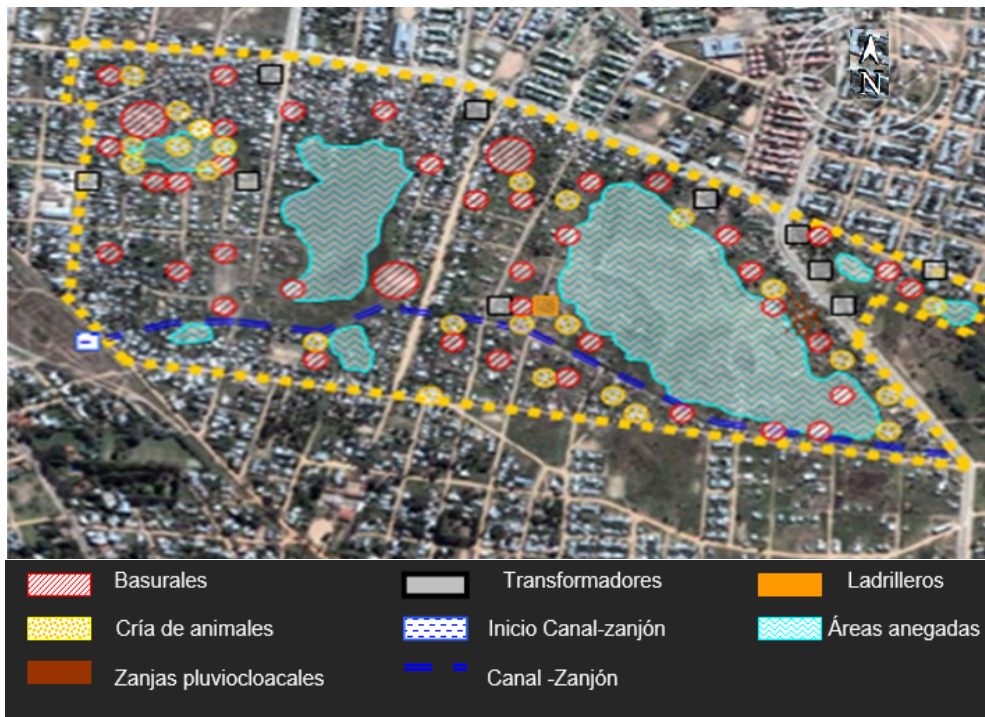 N
Basurales
Transformadores
Ladrilleros
Cría de animales
Inicio Canal-zanjón
Áreas anegadas
Zanjas pluviocloacales
Canal -Zanjón